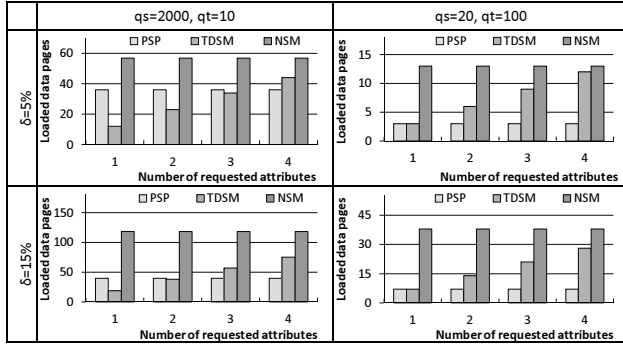 qs=2000, qt=10
qs=20, qt=100
δ=5%
Loaded data pages
PSP TDSM NSM
60
40
20
0
1 2 3 4
Number of requested attributes
Loaded data pages
PSP TDSM NSM
15
10
5
0
1 2 3 4
Number of requested attributes
δ=15%
Loaded data pages
PSP TDSM NSM
150
100
50
0
1 2 3 4
Number of requested attributes
Loaded data pages
PSP TDSM NSM
45
30
15
0
1 2 3 4
Number of requested attributes